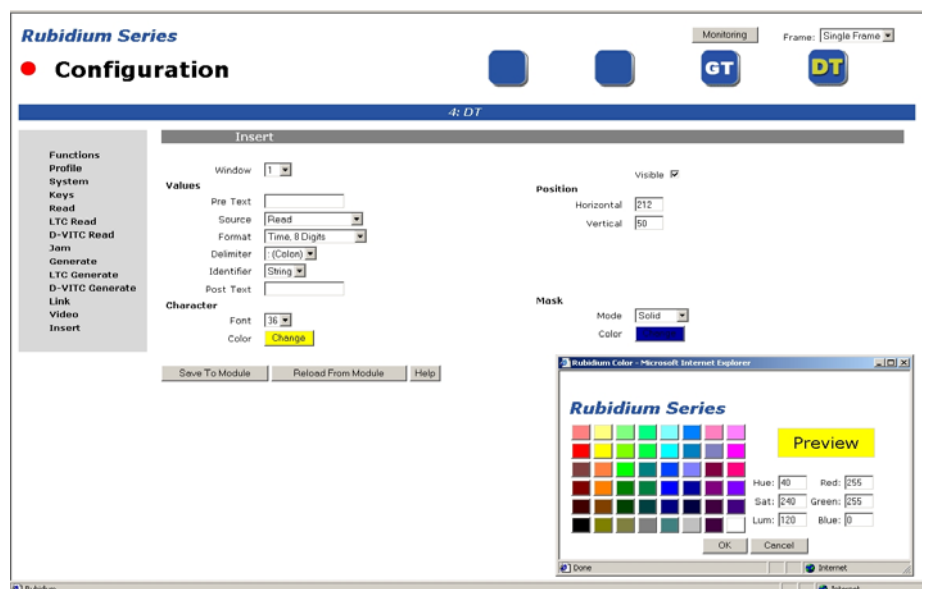 Rubidium Series
Monitoring
Frame: Single Frame
Configuration
GT
DT
4: DT
Insert
Functions
Profile
System
Keys
Read
LTC Read
D-VITC Read
Jam
Generate
LTC Generate
D-VITC Generate
Link
Video
Insert
Window 1
Visible
Values
Pre Text
Source Read
Format Time, 8 Digits
Delimiter : (Colon)
Identifier String
Post Text
Position
Horizontal 212
Vertical 50
Character
Font 36
Color Change
Mask
Mode Solid
Color
Save To Module
Reload From Module
Help
Rubidium Color - Microsoft Internet Explorer
Rubidium Series
Preview
Hue: 40 Red: 255
Sat: 240 Green: 255
Lum: 120 Blue: 0
OK
Cancel
Done
Internet